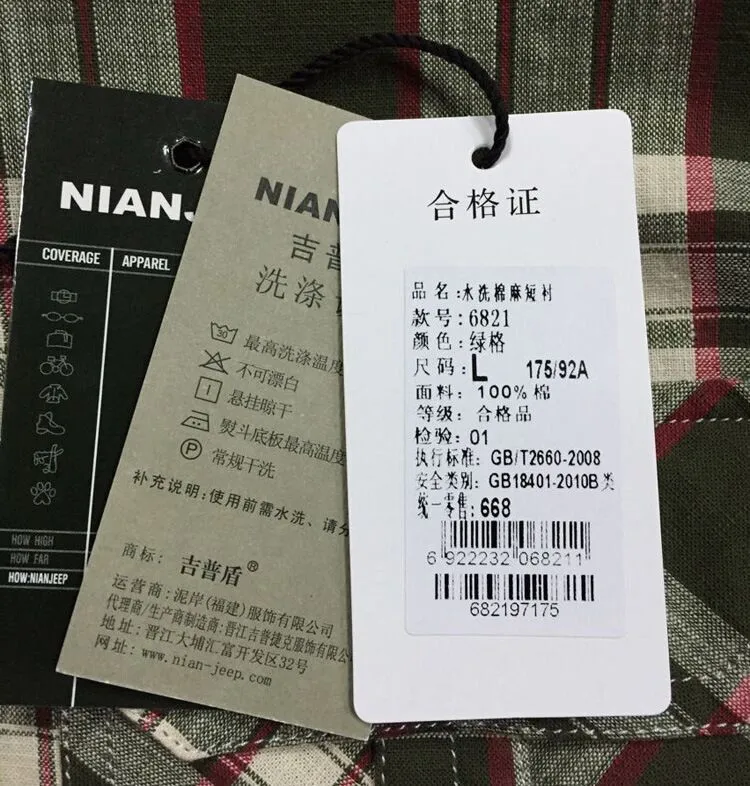 NIANJ
COVERAGE
APPAREL
HOW HIGH
HOW FAR
HOW:NIANJEEP
NIAN
吉普
洗涤
30
最高洗涤温度
不可漂白
悬挂晾干
熨斗底板最高温度
P
常规干洗
补充说明:使用前需水洗、请分
商标: 吉普盾®
运营商:泥岸(福建)服饰有限公司
代理商/生产商制造商:晋江吉普捷克服饰有限公
地址:晋江大埔汇富开发区32号
网址:www.nian-jeep.com
合格证
品名:水洗棉麻短衬
款号:6821
颜色:绿格
尺码:L 175/92A
面料: 100%棉
等级: 合格品
检验: 01
执行标准: GB/T2660-2008
安全类别: GB18401-2010B类
统一零售:668
6 922232 068211
682197175